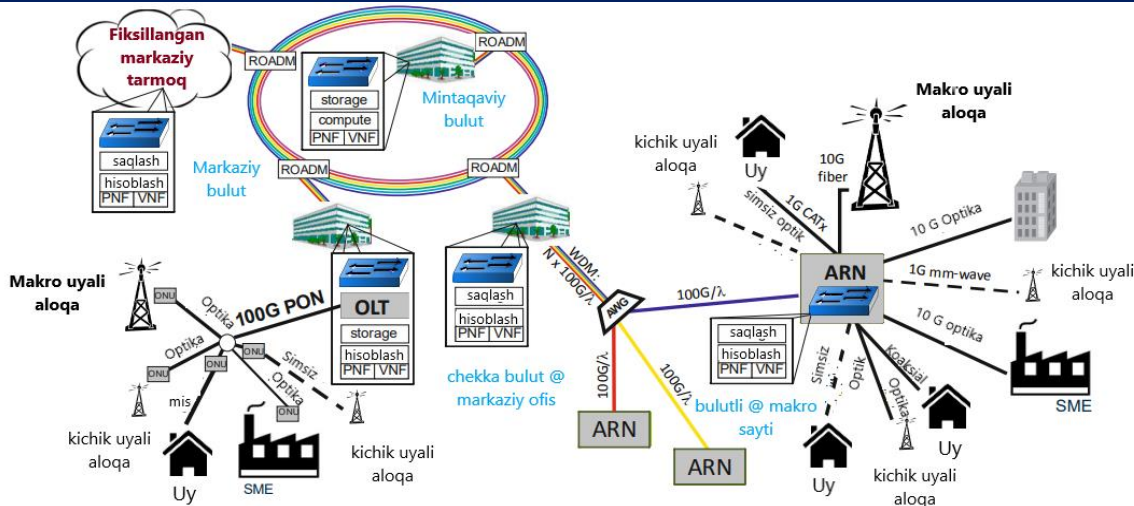 Fiksillangan
markaziy
tarmoq
saqlash
hisoblash
PNF VNF
ROADM
ROADM
ROADM
ROADM
storage
compute
PNF VNF
Mintaqaviy
bulut
Markaziy
bulut
Makro uyali
aloqa
ONU
Optika
100G PON
OLT
storage
hisoblash
PNF VNF
Optika
ONU
ONU
ONU
Simsiz
Optika
ONU
mis
kichik uyali
aloqa
Uy
SME
kichik uyali
aloqa
saqlash
hisoblash
PNF VNF
chekka bulut @
markaziy ofis
WDM:
N x 100G/λ
AWG
100G/λ
100G/λ
100G/λ
ARN
ARN
bulutli @ makro
sayti
saqlash
hisoblash
PNF VNF
ARN
kichik uyali
aloqa
Uy
1G CATx
simsiz optik
10G
fiber
Makro uyali
aloqa
10 G Optika
1G mm-wave
kichik uyali
aloqa
10 G optika
SME
Simsiz
Optik
Optika
Koaksial
Uy
Uy
kichik uyali
aloqa